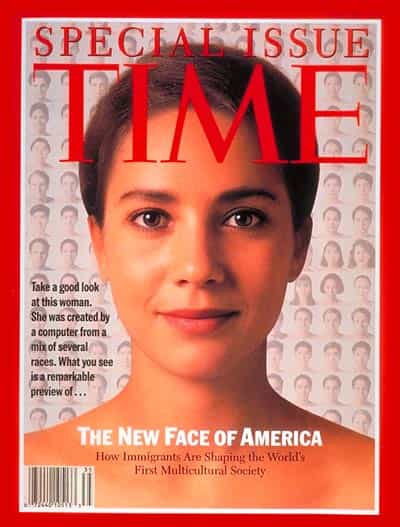 SPECIAL ISSUE
TIME
Take a good look
at this woman.
She was created by
a computer from a
mix of several
races. What you see
is a remarkable
preview of . . .
THE NEW FACE OF AMERICA
How Immigrants Are Shaping the World's
First Multicultural Society